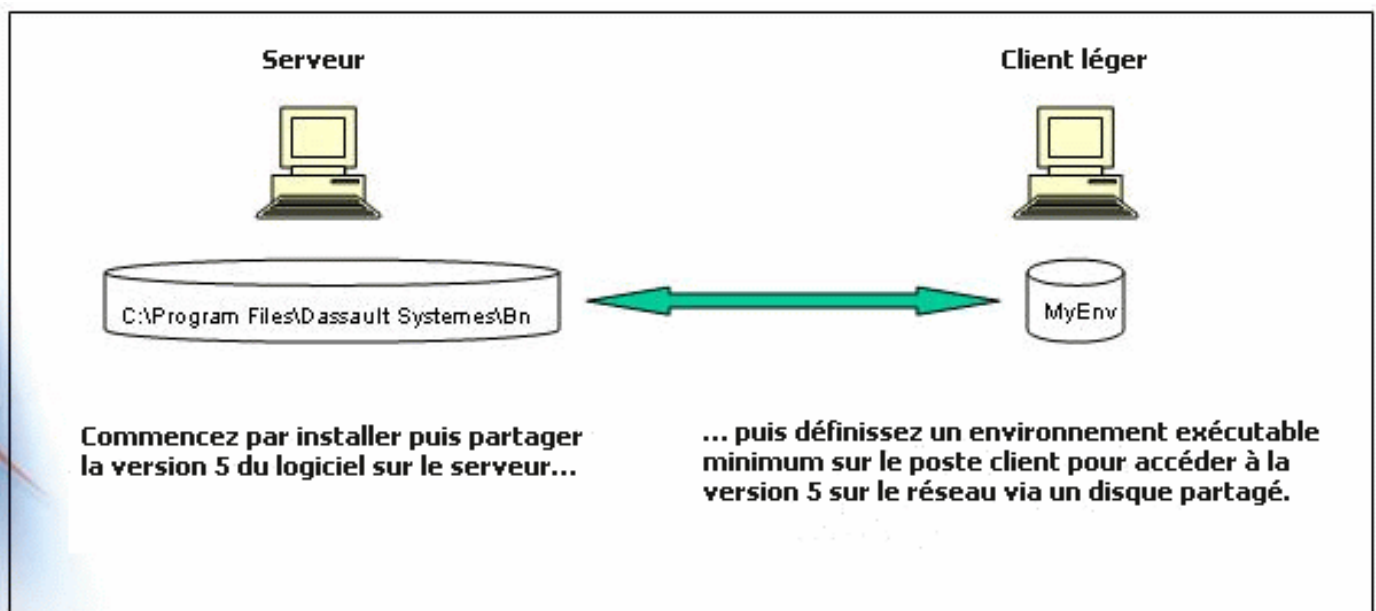 Serveur
Client léger
C:\Program Files\Dassault Systemes\Bn
MyEnv
Commencez par installer puis partager
la version 5 du logiciel sur le serveur...
... puis définissez un environnement exécutable
minimum sur le poste client pour accéder à la
version 5 sur le réseau via un disque partagé.